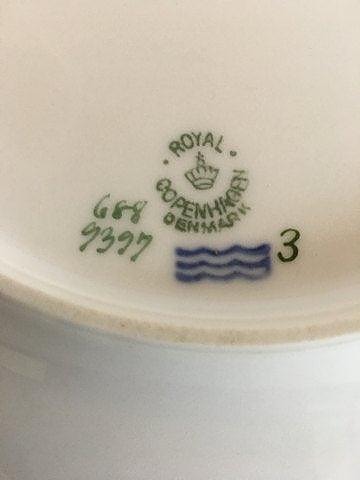 · ROYAL ·
COPENHAGEN
DENMARK
688
9397
3